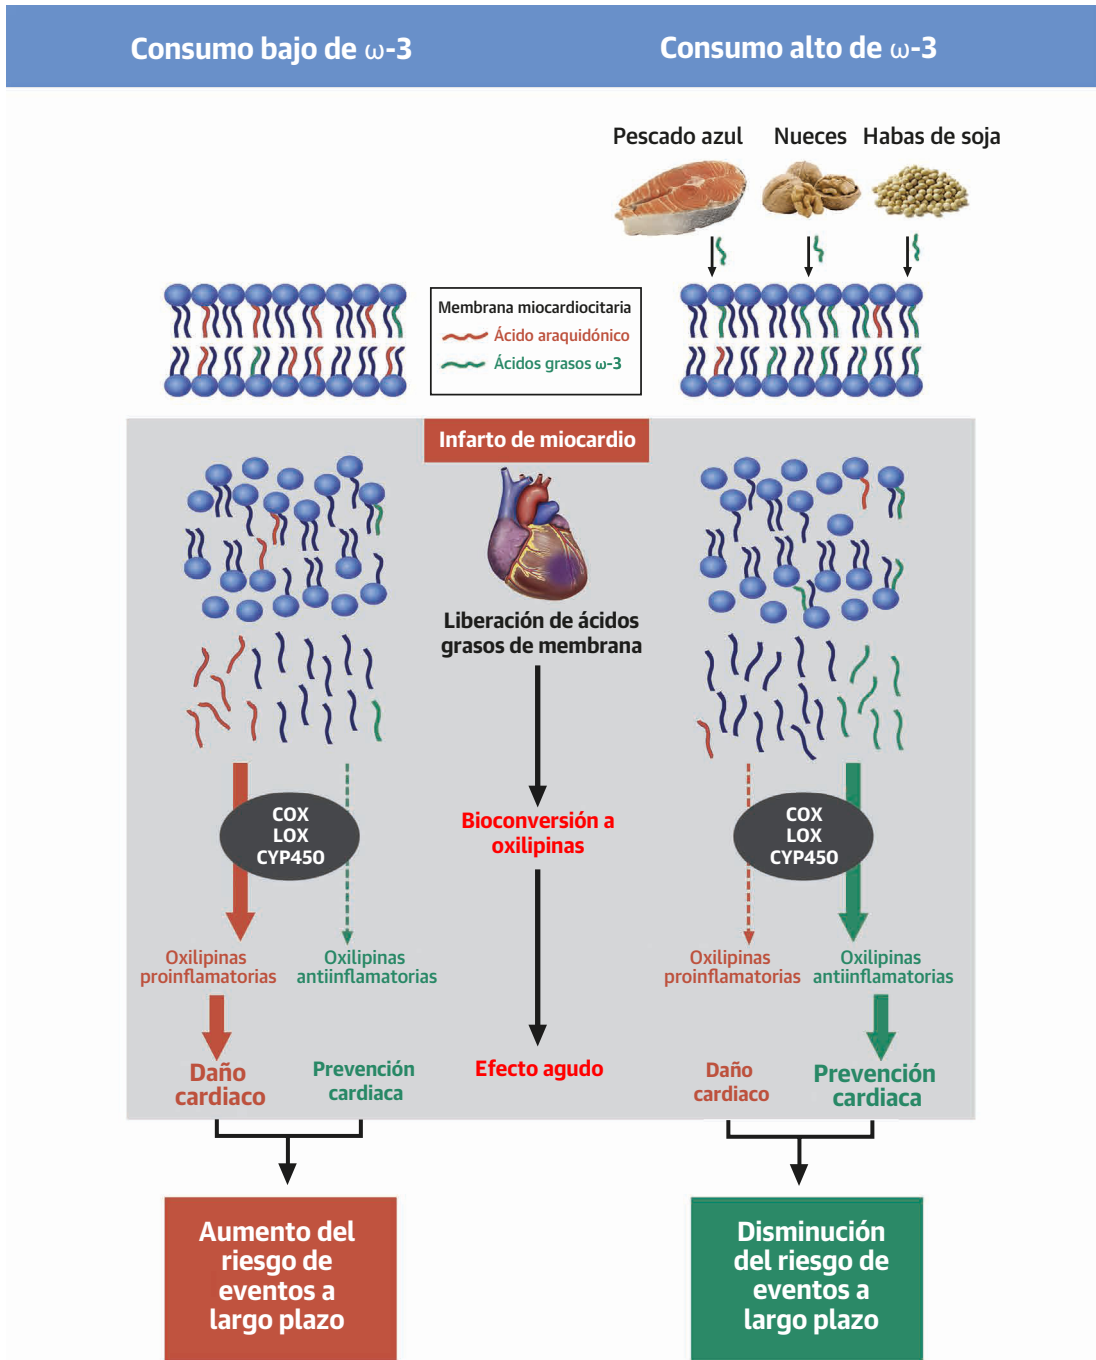 Consumo bajo de ω-3
Consumo alto de ω-3
Pescado azul
Nueces
Habas de soja
Membrana miocardiocitaria
Ácido araquidónico
Ácidos grasos ω-3
Infarto de miocardio
Liberación de ácidos
grasos de membrana
COX
LOX
CYP450
Bioconversión a
oxilipinas
COX
LOX
CYP450
Oxilipinas
proinflamatorias
Oxilipinas
antiinflamatorias
Oxilipinas
proinflamatorias
Oxilipinas
antiinflamatorias
Daño
cardiaco
Prevención
cardiaca
Efecto agudo
Daño
cardiaco
Prevención
cardiaca
Aumento del
riesgo de
eventos a
largo plazo
Disminución
del riesgo de
eventos a
largo plazo